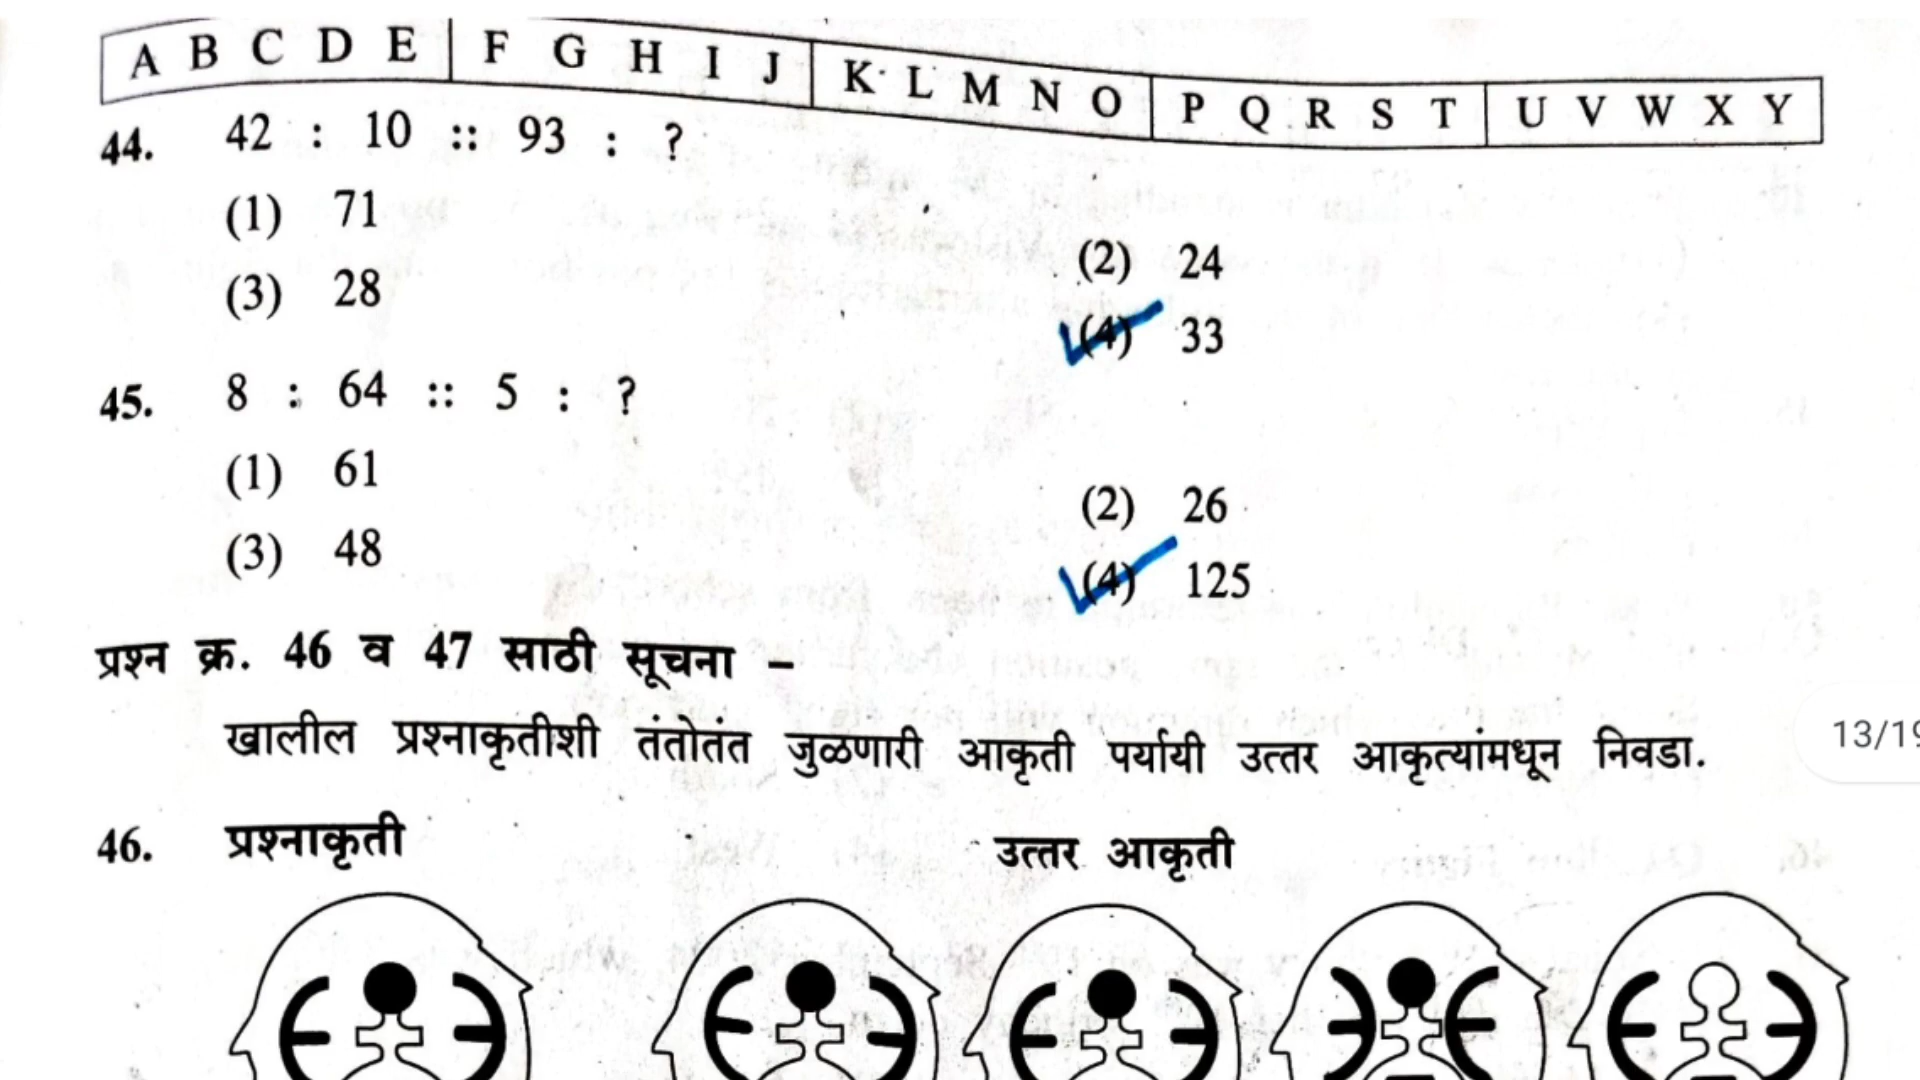 A B C D E F G H I J K L M N O P Q R S T U V W X Y
44. 42 : 10 :: 93 : ?
(1) 71
(2) 24
(3) 28
(4) 33
45. 8 : 64 :: 5 : ?
(1) 61
(2) 26
(3) 48
(4) 125
प्रश्न क्र. 46 व 47 साठी सूचना –
खालील प्रश्नाकृतीशी तंतोतंत जुळणारी आकृती पर्यायी उत्तर आकृत्यांमधून निवडा.
13/19
46. प्रश्नाकृती उत्तर आकृती